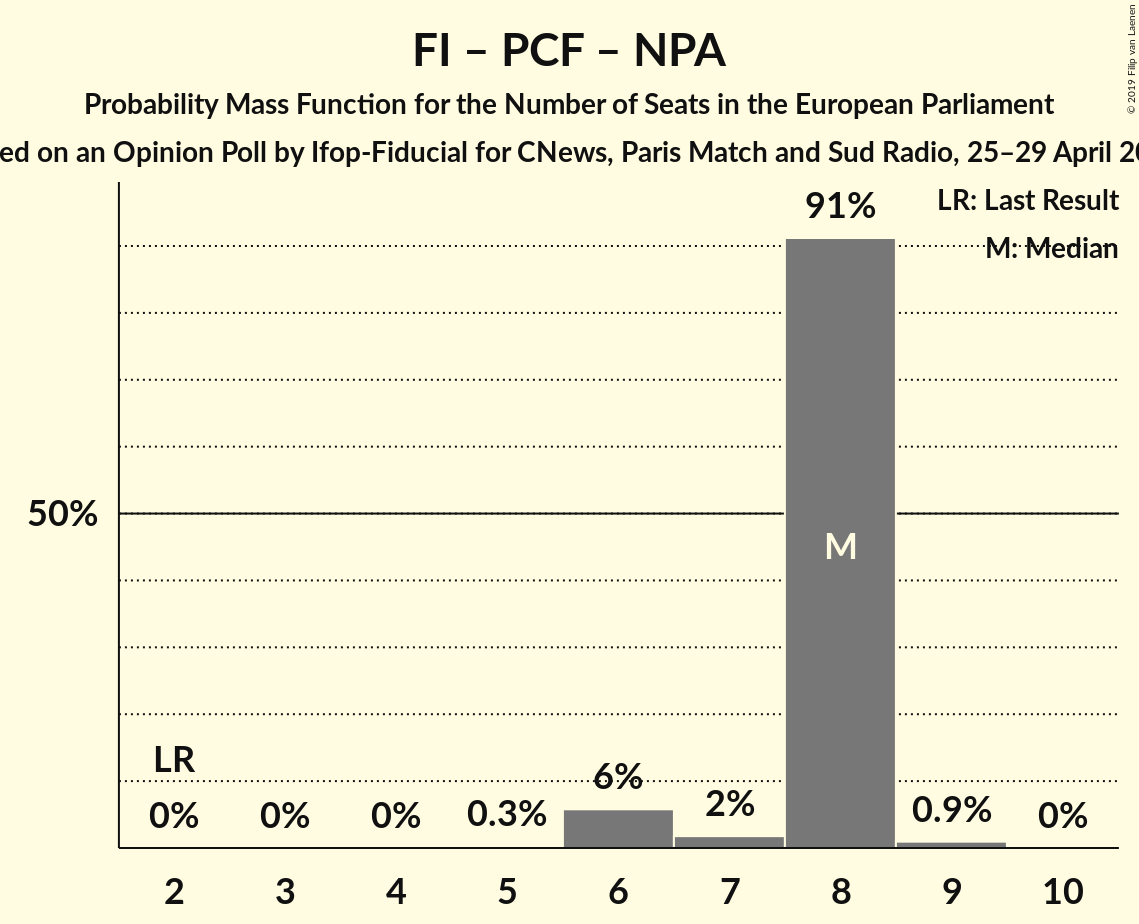 FI – PCF – NPA
Probability Mass Function for the Number of Seats in the European Parliament
ed on an Opinion Poll by Ifop-Fiducial for CNews, Paris Match and Sud Radio, 25–29 April 20
© 2019 Filip van Laenen
LR: Last Result
M: Median
91%
50%
M
LR
0% 0% 0% 0.3% 6% 2% 0.9% 0%
2 3 4 5 6 7 8 9 10